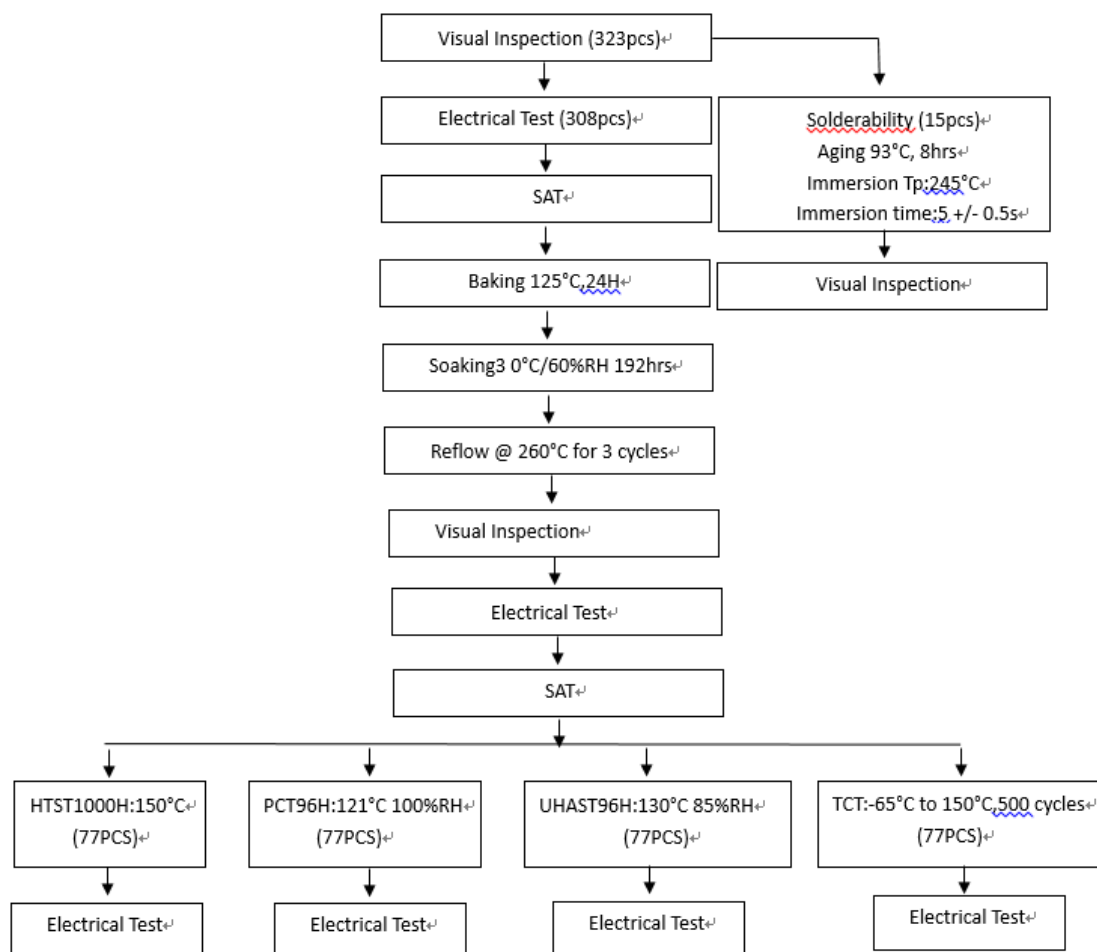 Visual Inspection (323pcs)↵
Electrical Test (308pcs)↵
Solderability (15pcs)↵
Aging 93°C, 8hrs↵
Immersion Tp:245°C↵
Immersion time:5 +/- 0.5s↵
SAT↵
Baking 125°C,24H↵
Visual Inspection↵
Soaking3 0°C/60%RH 192hrs↵
Reflow @ 260°C for 3 cycles↵
Visual Inspection↵
Electrical Test↵
SAT↵
HTST1000H:150°C↵
(77PCS)↵
PCT96H:121°C 100%RH↵
(77PCS)↵
UHAST96H:130°C 85%RH↵
(77PCS)↵
TCT:-65°C to 150°C,500 cycles↵
(77PCS)↵
Electrical Test↵
Electrical Test↵
Electrical Test↵
Electrical Test↵